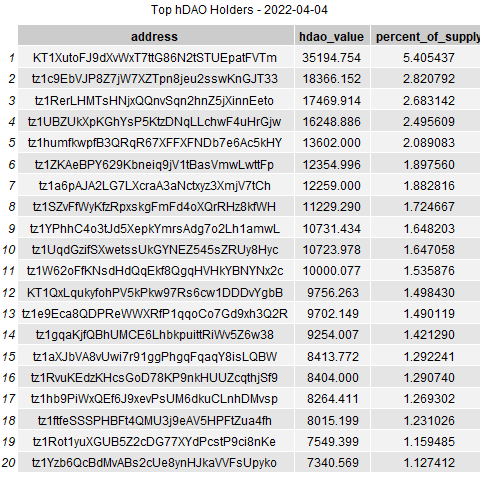 Top hDAO Holders - 2022-04-04
address hdao_value percent_of_supply
1 KT1XutoFJ9dXvWxT7ttG86N2tSTUEpatFVTm 35194.754 5.405437
2 tz1c9EbVJP8Z7jW7XZTpn8jeu2sswKnGJT33 18366.152 2.820792
3 tz1RerLHMTsHNjxQQnvSqn2hnZ5jXinnEeto 17469.914 2.683142
4 tz1UBZUkXpKGhYsP5KtzDNqLLchwF4uHrGjw 16248.886 2.495609
5 tz1humfkwpfB3QRqR67XFFXFNDb7e6Ac5kHY 13602.000 2.089083
6 tz1ZKAeBPY629Kbneiq9jV1tBasVmwLwttFp 12354.996 1.897560
7 tz1a6pAJA2LG7LXcraA3aNctxyz3XmjV7tCh 12259.000 1.882816
8 tz1SZvFfWyKfzRpxskgFmFd4oXQrRHz8kfWH 11229.290 1.724667
9 tz1YPhhC4o3tJd5XepkYmrsAdg7o2Lh1amwL 10731.434 1.648203
10 tz1UqdGzifSXwetssUkGYNEZ545sZRUy8Hyc 10723.978 1.647058
11 tz1W62oFfKNsdHdQqEkf8QgqHVHkYBNYNx2c 10000.077 1.535876
12 KT1QxLqukyfohPV5kPkw97Rs6cw1DDDvYgbB 9756.263 1.498430
13 tz1e9Eca8QDPReWWXRfP1qqoCo7Gd9xh3Q2R 9702.149 1.490119
14 tz1gqaKjfQBhUMCE6LhbkpuittRiWv5Z6w38 9254.007 1.421290
15 tz1aXJbVA8vUwi7r91ggPhgqFqaqY8isLQBW 8413.772 1.292241
16 tz1RvuKEdzKHcsGoD78KP9nkHUUZcqthjSf9 8404.000 1.290740
17 tz1hb9PiWxQEf6J9xevPsUM6dkuCLnhDMvsp 8264.411 1.269302
18 tz1ftfeSSSPHBFt4QMU3j9eAV5HPFtZua4fh 8015.199 1.231026
19 tz1Rot1yuXGUB5Z2cDG77XYdPcstP9ci8nKe 7549.399 1.159485
20 tz1Yzb6QcBdMvABs2cUe8ynHJkaVVFsUpyko 7340.569 1.127412